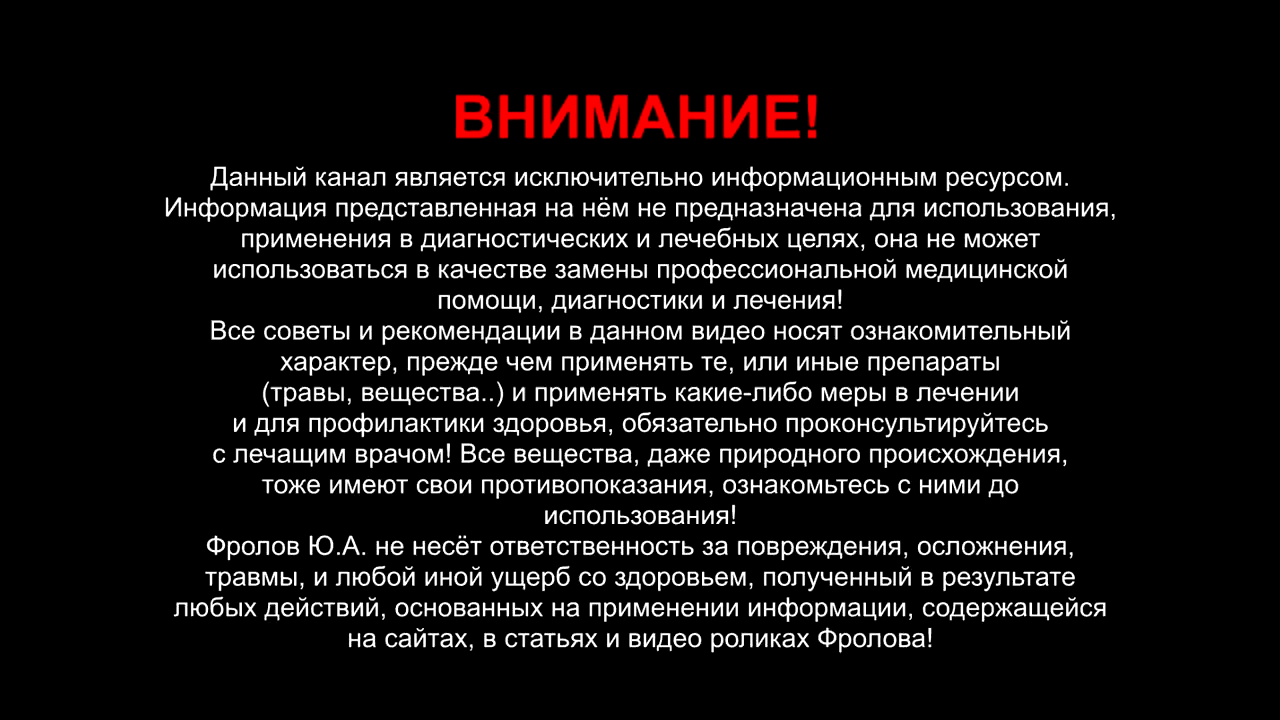 ВНИМАНИЕ!
Данный канал является исключительно информационным ресурсом.
Информация представленная на нём не предназначена для использования,
применения в диагностических и лечебных целях, она не может
использоваться в качестве замены профессиональной медицинской
помощи, диагностики и лечения!
Все советы и рекомендации в данном видео носят ознакомительный
характер, прежде чем применять те, или иные препараты
(травы, вещества..) и применять какие-либо меры в лечении
и для профилактики здоровья, обязательно проконсультируйтесь
с лечащим врачом! Все вещества, даже природного происхождения,
тоже имеют свои противопоказания, ознакомьтесь с ними до
использования!
Фролов Ю.А. не несёт ответственность за повреждения, осложнения,
травмы, и любой иной ущерб со здоровьем, полученный в результате
любых действий, основанных на применении информации, содержащейся
на сайтах, в статьях и видео роликах Фролова!